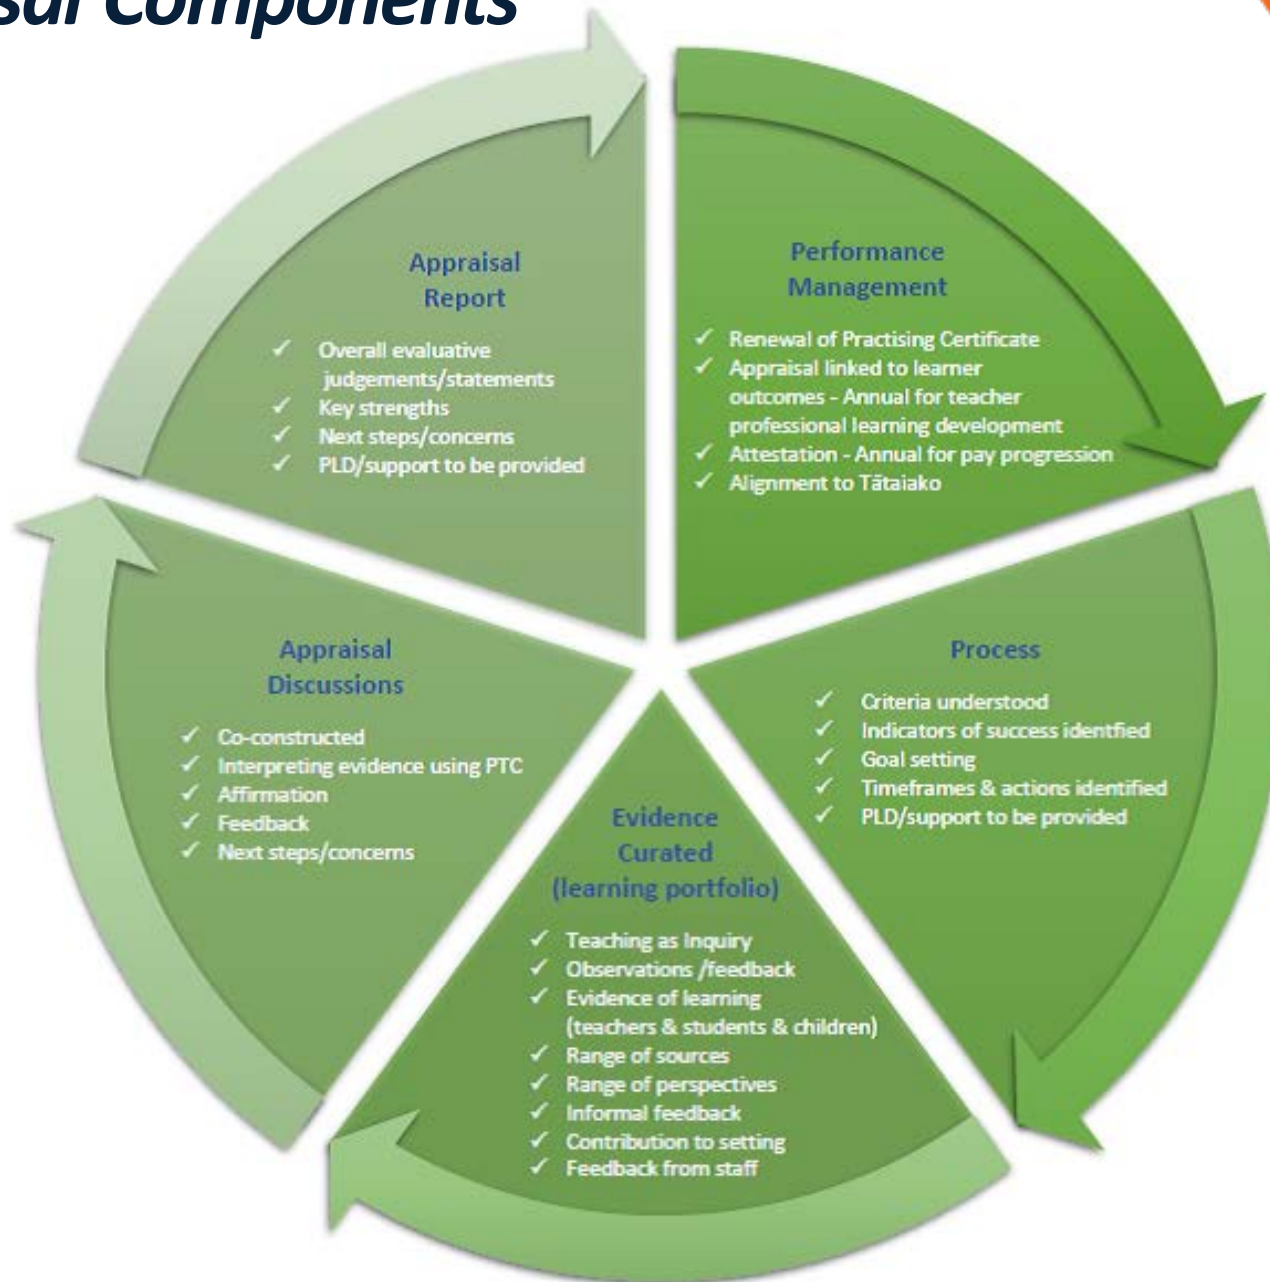 sal Components
Appraisal
Report
✓ Overall evaluative
judgements/statements
✓ Key strengths
✓ Next steps/concerns
✓ PLD/support to be provided
Performance
Management
✓ Renewal of Practising Certificate
✓ Appraisal linked to learner
outcomes - Annual for teacher
professional learning development
✓ Attestation - Annual for pay progression
✓ Alignment to Tātaiako
Process
✓ Criteria understood
✓ Indicators of success identfied
✓ Goal setting
✓ Timeframes & actions identified
✓ PLD/support to be provided
Evidence
Curated
(learning portfolio)
✓ Teaching as Inquiry
✓ Observations /feedback
✓ Evidence of learning
(teachers & students & children)
✓ Range of sources
✓ Range of perspectives
✓ Informal feedback
✓ Contribution to setting
✓ Feedback from staff
Appraisal
Discussions
✓ Co-constructed
✓ Interpreting evidence using PTC
✓ Affirmation
✓ Feedback
✓ Next steps/concerns